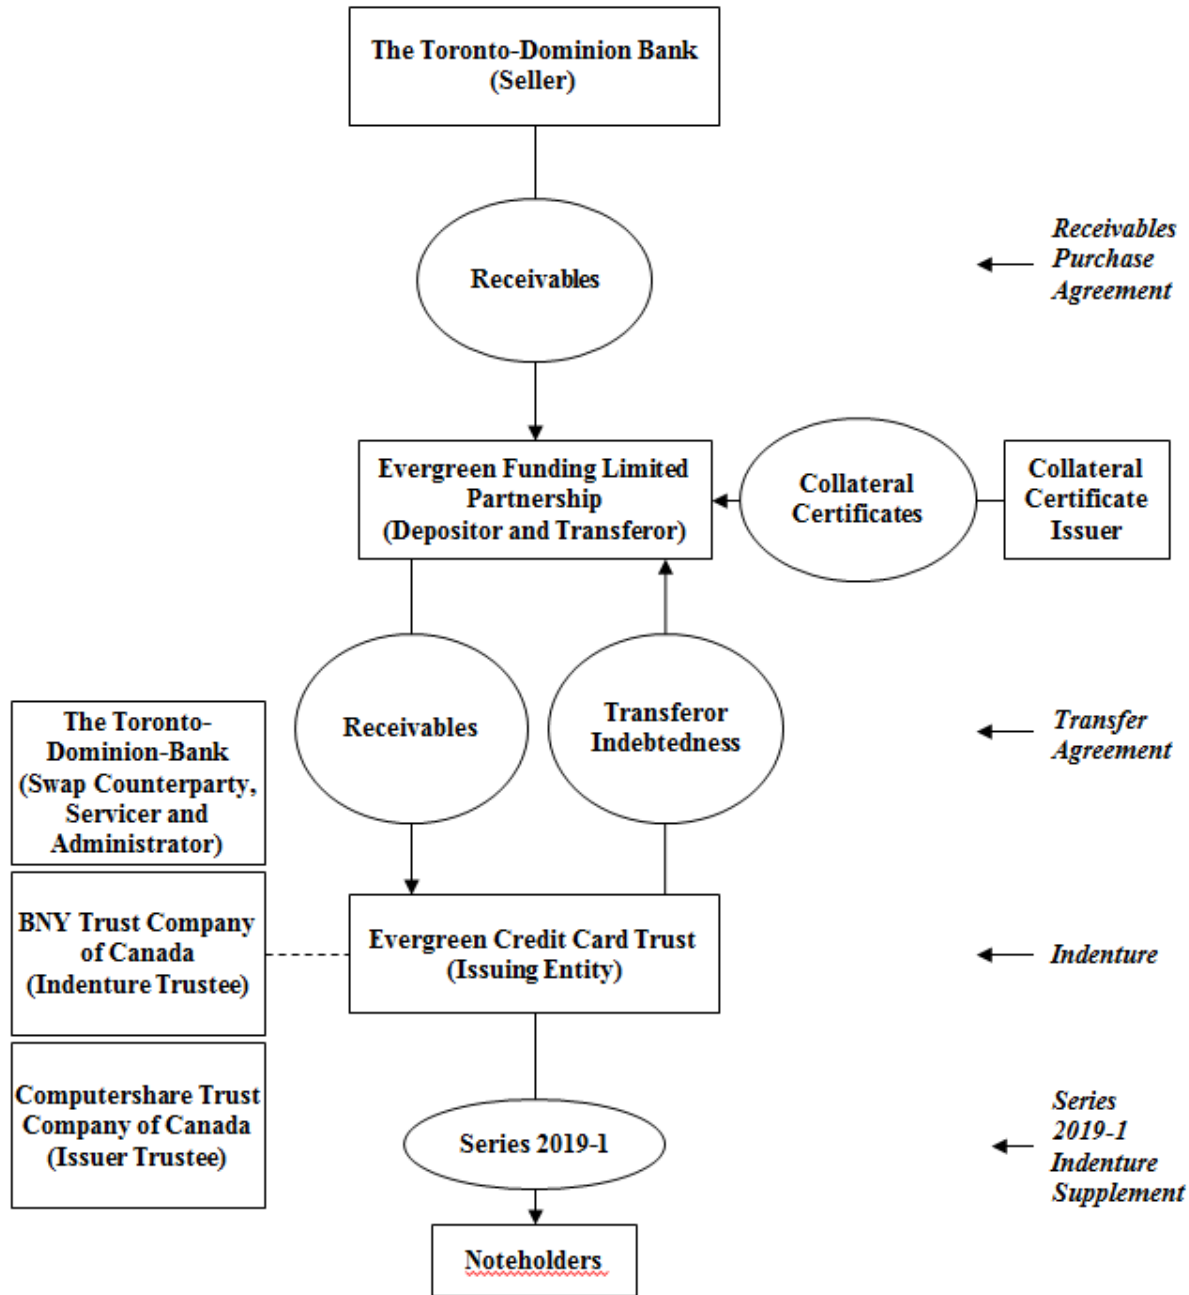 The Toronto-Dominion Bank
(Seller)
Receivables
Receivables
Purchase
Agreement
Evergreen Funding Limited
Partnership
(Depositor and Transferor)
Collateral
Certificates
Collateral
Certificate
Issuer
Receivables
Transferor
Indebtedness
Transfer
Agreement
The Toronto-
Dominion-Bank
(Swap Counterparty,
Servicer and
Administrator)
BNY Trust Company
of Canada
(Indenture Trustee)
Evergreen Credit Card Trust
(Issuing Entity)
Indenture
Computershare Trust
Company of Canada
(Issuer Trustee)
Series 2019-1
Series
2019-1
Indenture
Supplement
Noteholders